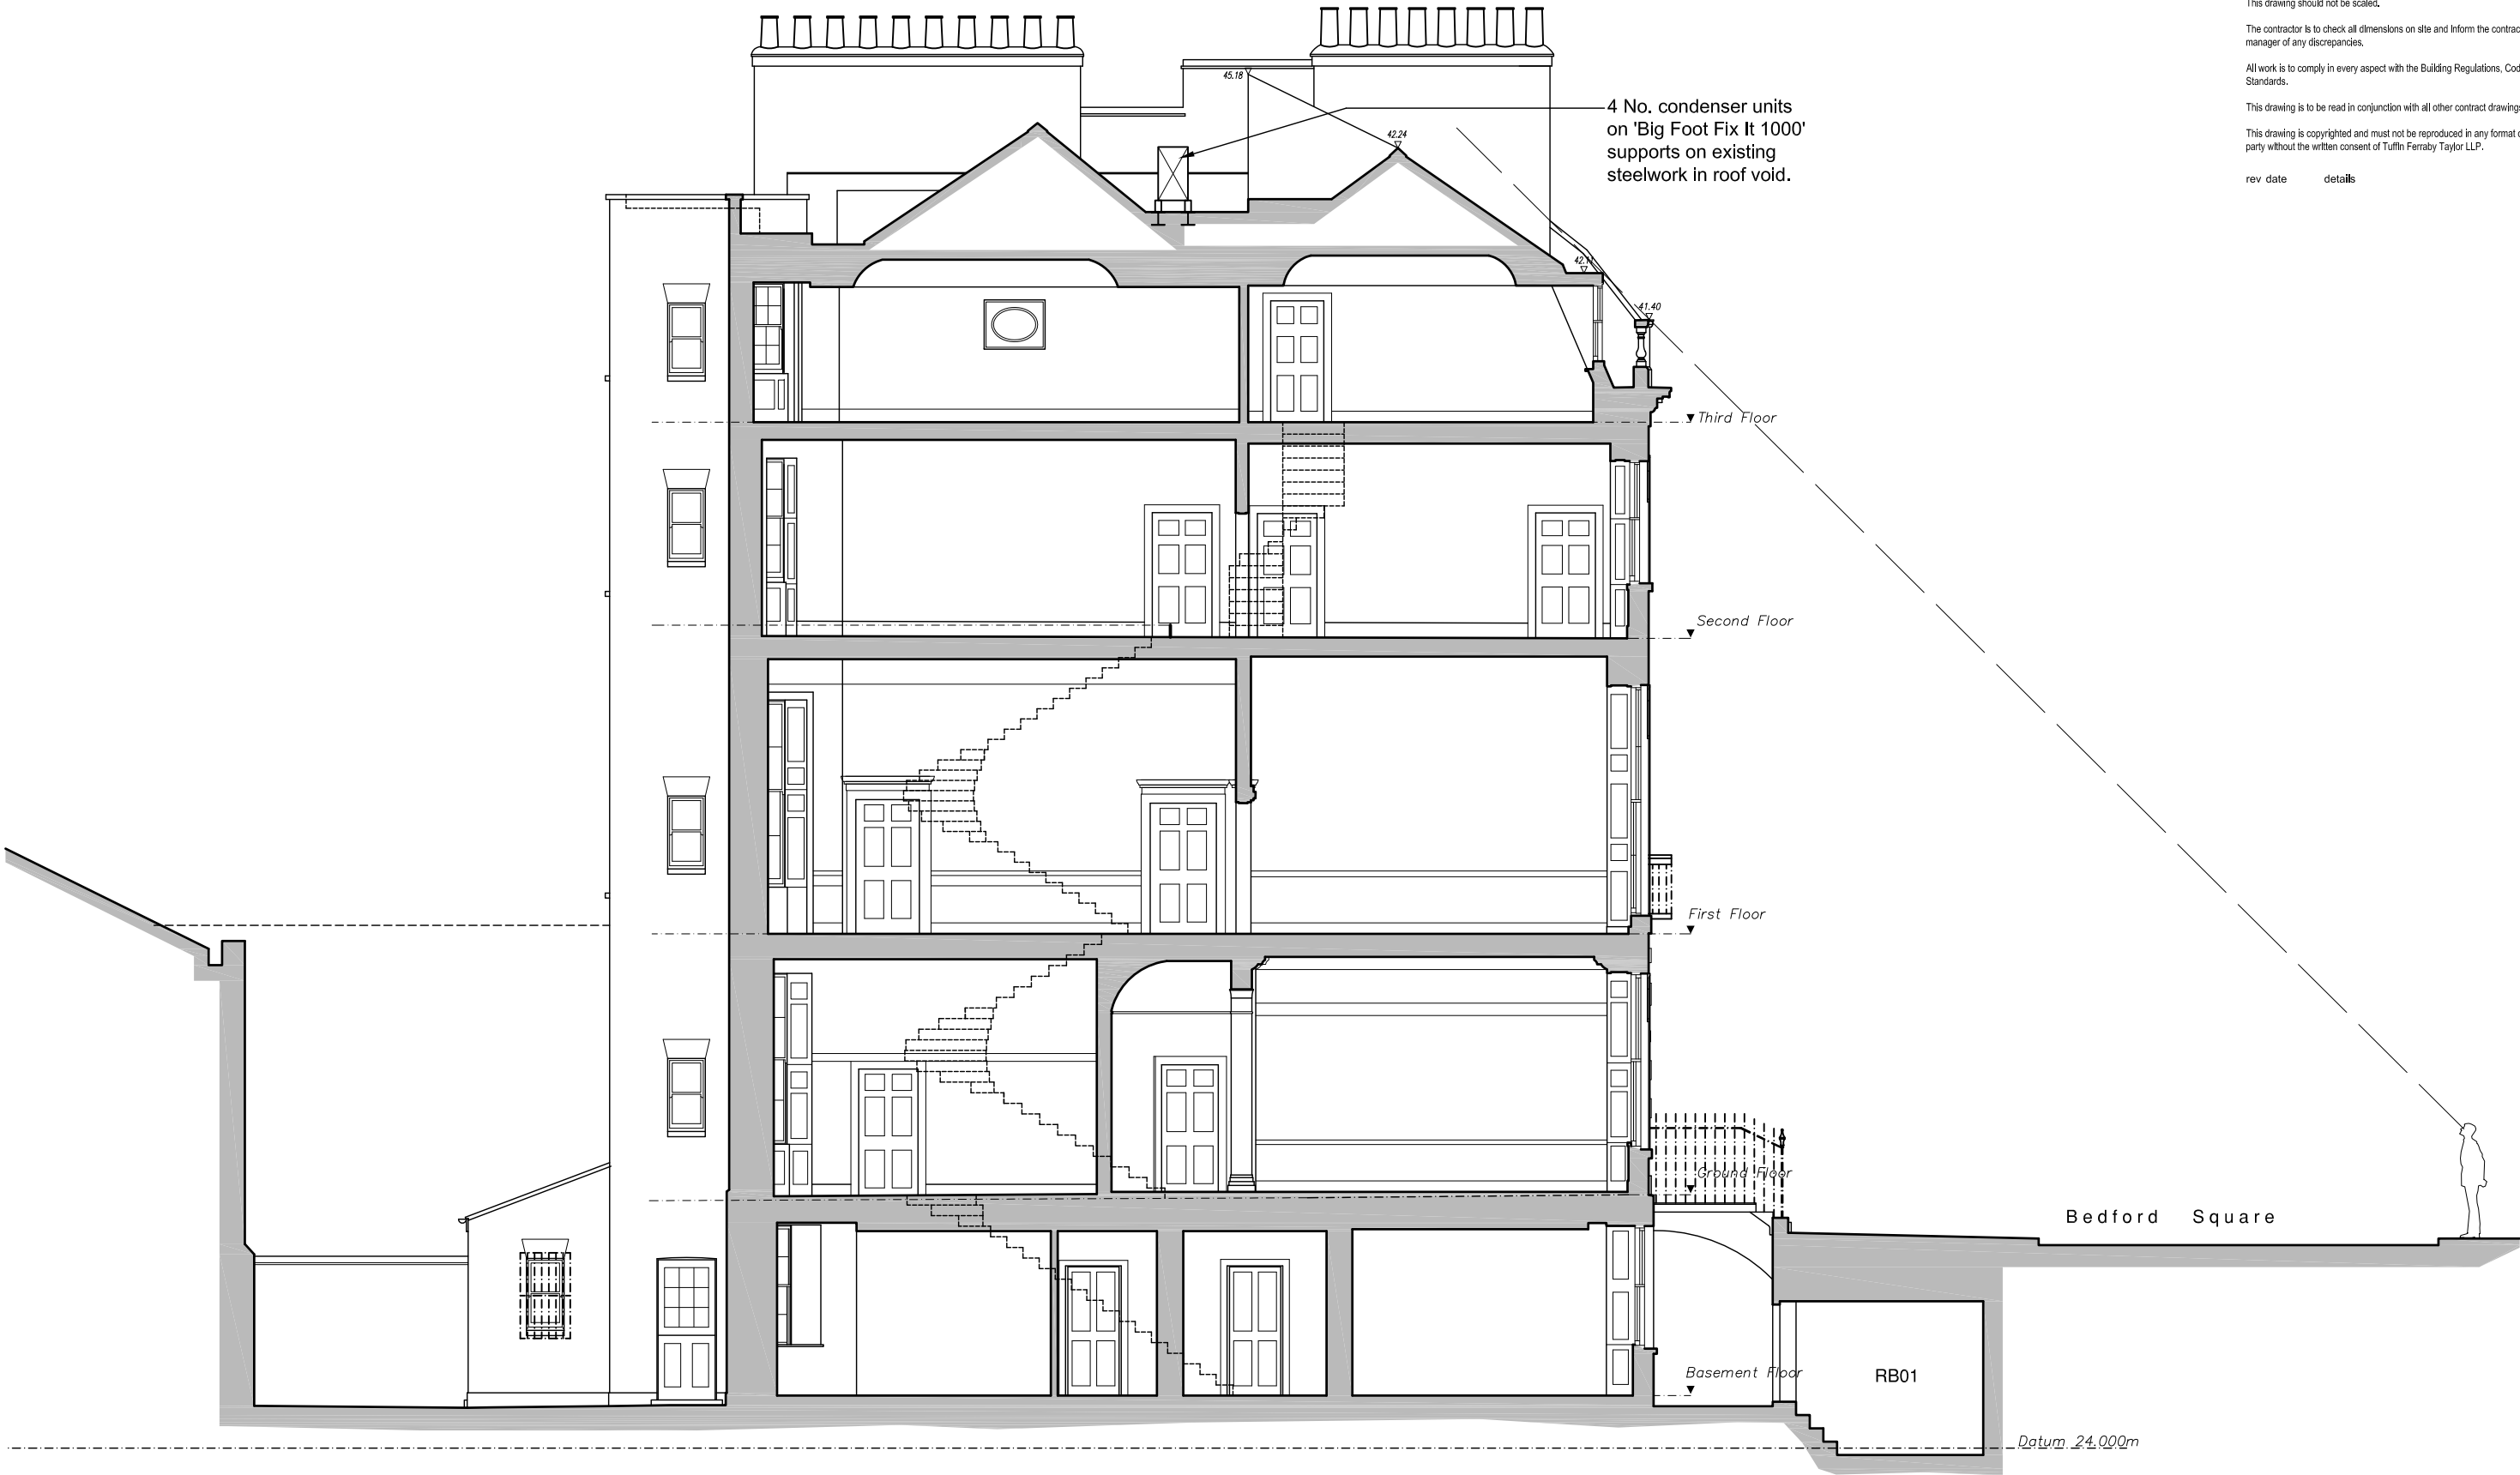 This drawing should not be scaled.
The contractor is to check all dimensions on site and inform the contrac
manager of any discrepancies.
All work is to comply in every aspect with the Building Regulations, Cod
Standards.
This drawing is to be read in conjunction with all other contract drawings
This drawing is copyrighted and must not be reproduced in any format o
party without the written consent of Tuffin Ferraby Taylor LLP.
rev date details
45.18
4 No. condenser units
on 'Big Foot Fix It 1000'
supports on existing
steelwork in roof void.
42.24
42.11
41.40
Third Floor
Second Floor
First Floor
Ground Floor
Bedford Square
Basement Floor
RB01
Datum 24.000m